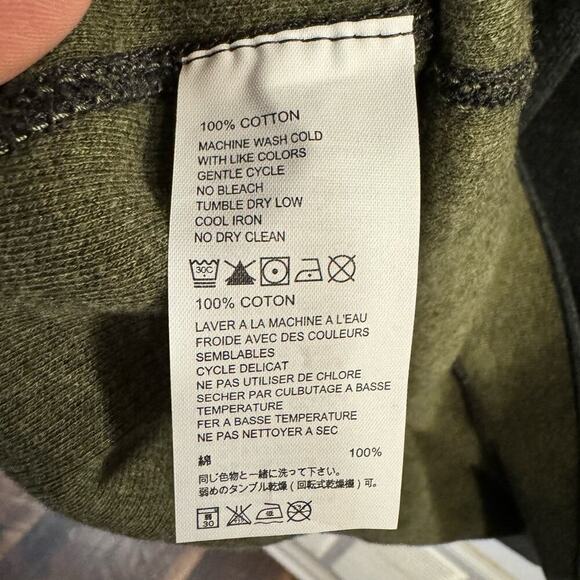 100% COTTON
MACHINE WASH COLD
WITH LIKE COLORS
GENTLE CYCLE
NO BLEACH
TUMBLE DRY LOW
COOL IRON
NO DRY CLEAN
30C
100% COTON
LAVER A LA MACHINE A L'EAU
FROIDE AVEC DES COULEURS
SEMBLABLES
CYCLE DELICAT
NE PAS UTILISER DE CHLORE
SECHER PAR CULBUTAGE A BASSE
TEMPERATURE
FER A BASSE TEMPERATURE
NE PAS NETTOYER A SEC
綿 100%
同じ色物と一緒に洗って下さい。
弱めのタンブル乾燥(回転式乾燥機)可。
弱 30 低